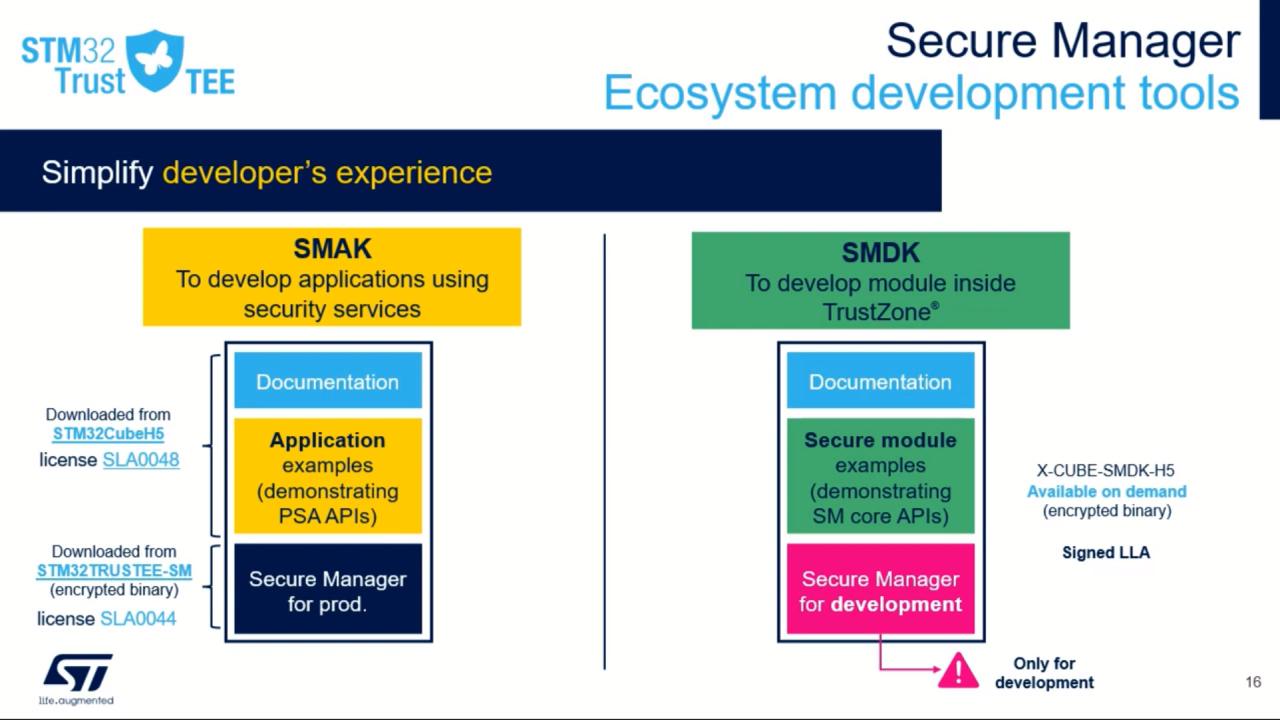 STM32
Trust TEE
Secure Manager
Ecosystem development tools
Simplify developer's experience
SMAK
To develop applications using
security services
Downloaded from
STM32CubeH5
license SLA0048
Downloaded from
STM32TRUSTEE-SM
(encrypted binary)
license SLA0044
Documentation
Application
examples
(demonstrating
PSA APIs)
Secure Manager
for prod.
SMDK
To develop module inside
TrustZone®
Documentation
Secure module
examples
(demonstrating
SM core APIs)
Secure Manager
for development
X-CUBE-SMDK-H5
Available on demand
(encrypted binary)
Signed LLA
!
Only for
development
ST
life.augmented
16